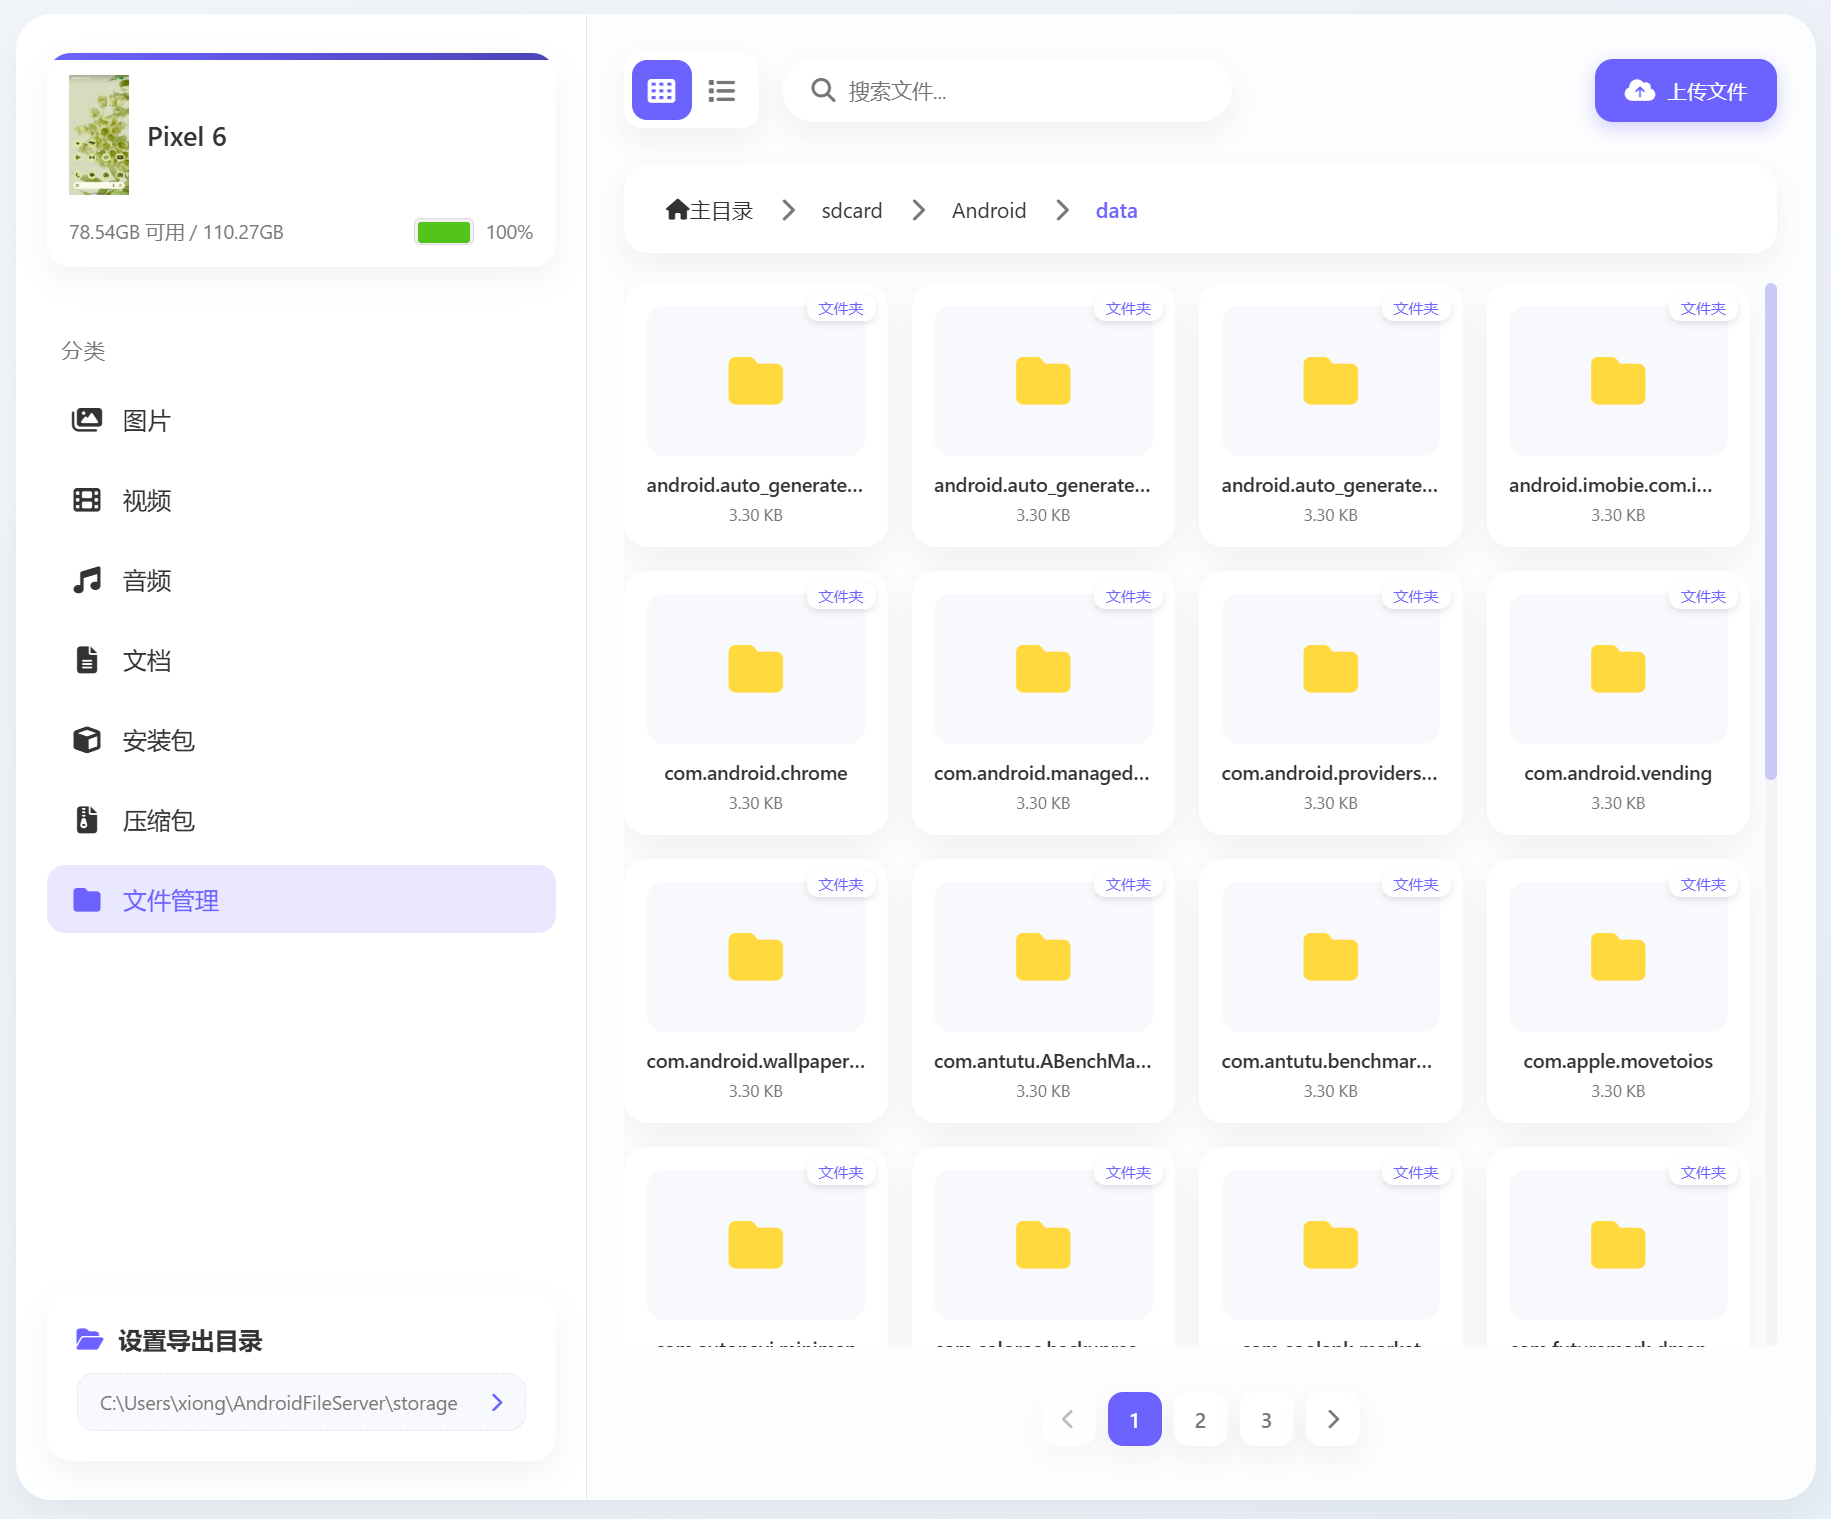 Pixel 6
78.54GB 可用 / 110.27GB
100%
分类
图片
视频
音频
文档
安装包
压缩包
文件管理
设置导出目录
C:\Users\xiong\AndroidFileServer\storage
搜索文件...
上传文件
主目录 sdcard Android data
文件夹 文件夹 文件夹 文件夹
android.auto_generate... android.auto_generate... android.auto_generate... android.imobie.com.i...
3.30 KB 3.30 KB 3.30 KB 3.30 KB
文件夹 文件夹 文件夹 文件夹
com.android.chrome com.android.managed... com.android.providers... com.android.vending
3.30 KB 3.30 KB 3.30 KB 3.30 KB
文件夹 文件夹 文件夹 文件夹
com.android.wallpaper... com.antutu.ABenchMa... com.antutu.benchmar... com.apple.movetoios
3.30 KB 3.30 KB 3.30 KB 3.30 KB
文件夹 文件夹 文件夹 文件夹
1 2 3